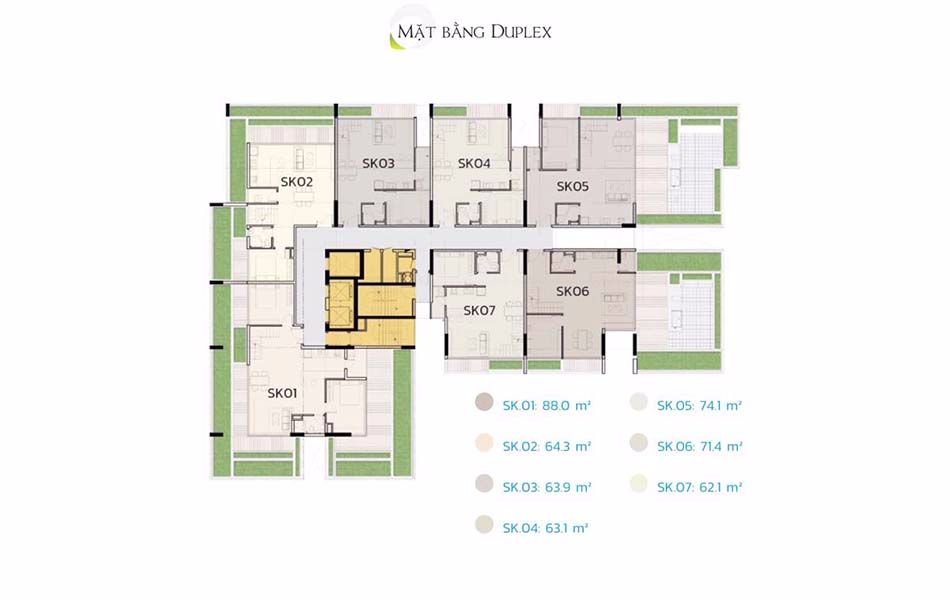 MẶT BẰNG DUPLEX
SK03
SK04
SK02
SK05
SK06
SK07
SK01
SK.01: 88.0 m²
SK.02: 64.3 m²
SK.03: 63.9 m²
SK.04: 63.1 m²
SK.05: 74.1 m²
SK.06: 71.4 m²
SK.07: 62.1 m²